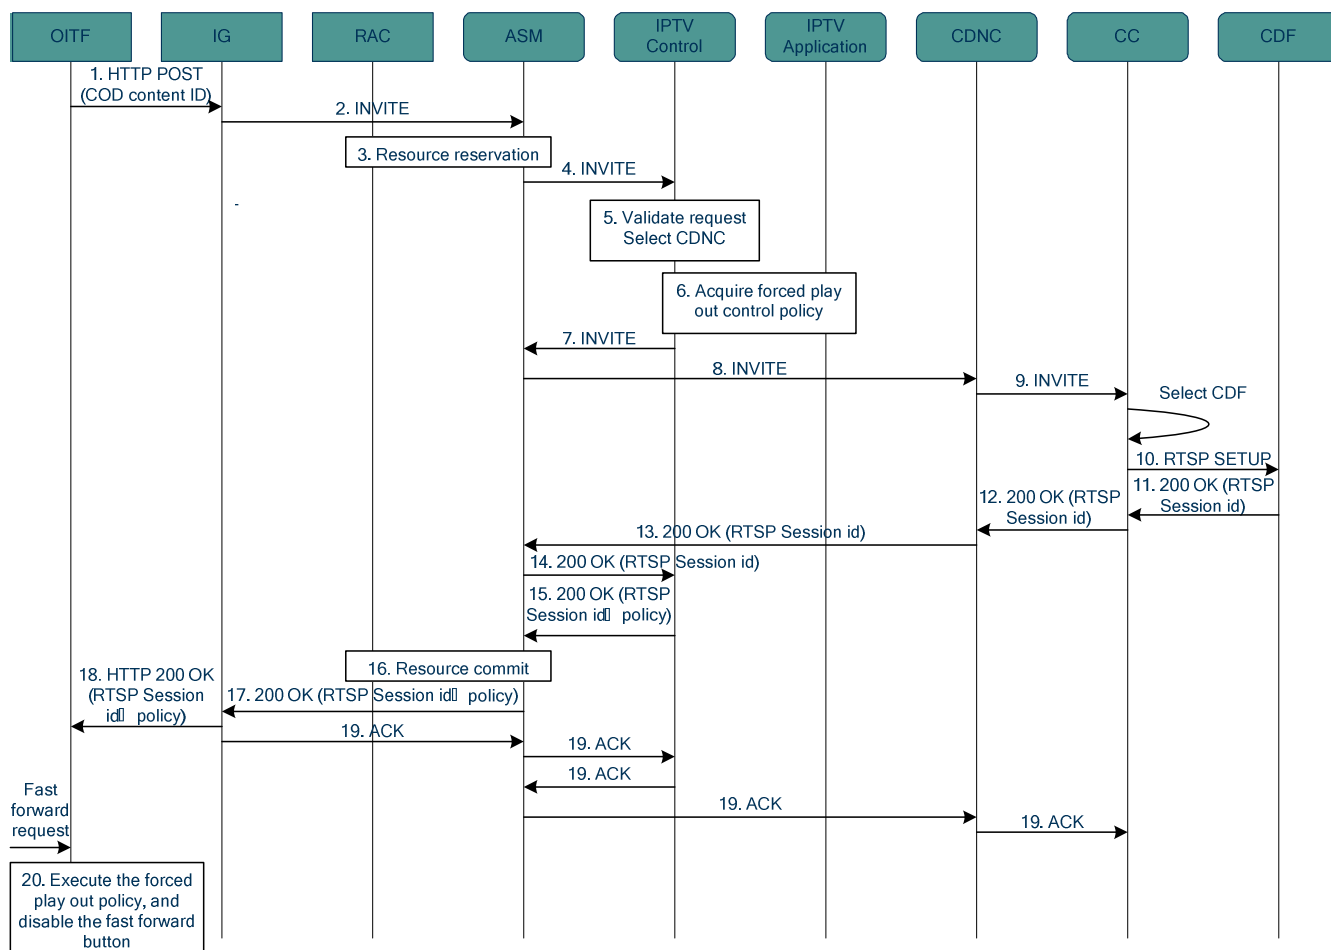 OITF
IG
RAC
ASM
IPTV
Control
IPTV
Application
CDNC
CC
CDF
1. HTTP POST
(COD content ID)
2. INVITE
3. Resource reservation
4. INVITE
-
5. Validate request
Select CDNC
6. Acquire forced play
out control policy
7. INVITE
8. INVITE
9. INVITE
Select CDF
10. RTSP SETUP
11. 200 OK (RTSP
Session id)
12. 200 OK (RTSP
Session id)
13. 200 OK (RTSP Session id)
14. 200 OK (RTSP Session id)
15. 200 OK (RTSP
Session id▯ policy)
16. Resource commit
17. 200 OK (RTSP Session id▯ policy)
18. HTTP 200 OK
(RTSP Session
id▯ policy)
19. ACK
19. ACK
19. ACK
19. ACK
19. ACK
Fast
forward
request
20. Execute the forced
play out policy, and
disable the fast forward
button